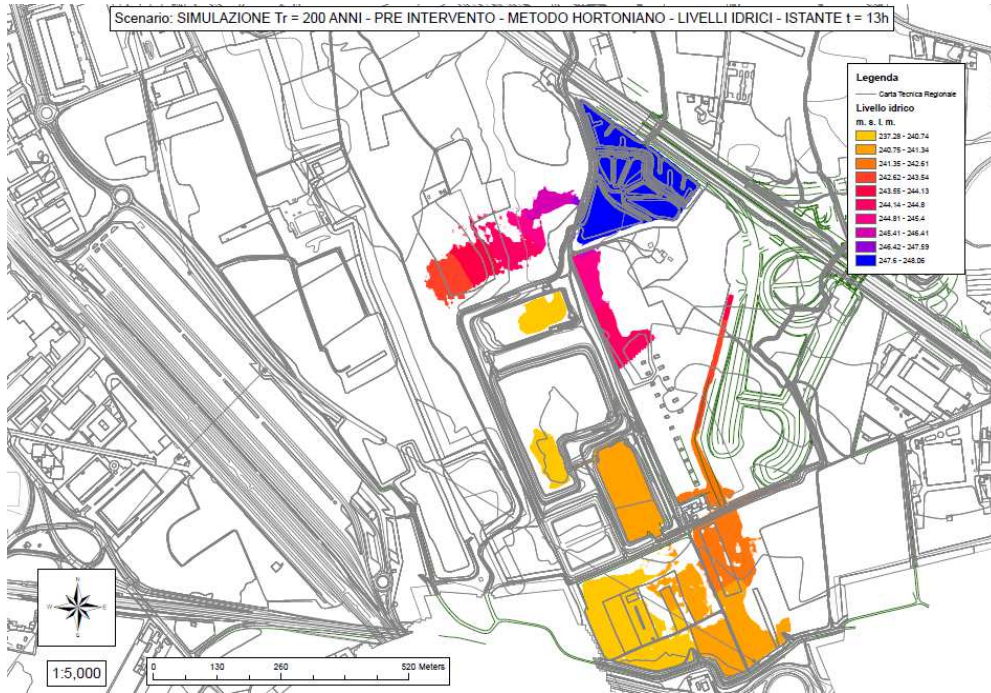 Scenario: SIMULAZIONE Tr = 200 ANNI - PRE INTERVENTO - METODO HORTONIANO - LIVELLI IDRICI - ISTANTE t = 13h
Legenda
Carta Tecnica Regionale
Livello idrico
m. s. l. m.
237.28 - 240.74
240.75 - 241.34
241.35 - 242.61
242.62 - 243.54
243.55 - 244.13
244.14 - 244.8
244.81 - 245.4
245.41 - 246.41
246.42 - 247.59
247.6 - 248.06
N
W E
S
1:5,000
0 130 260 520 Meters